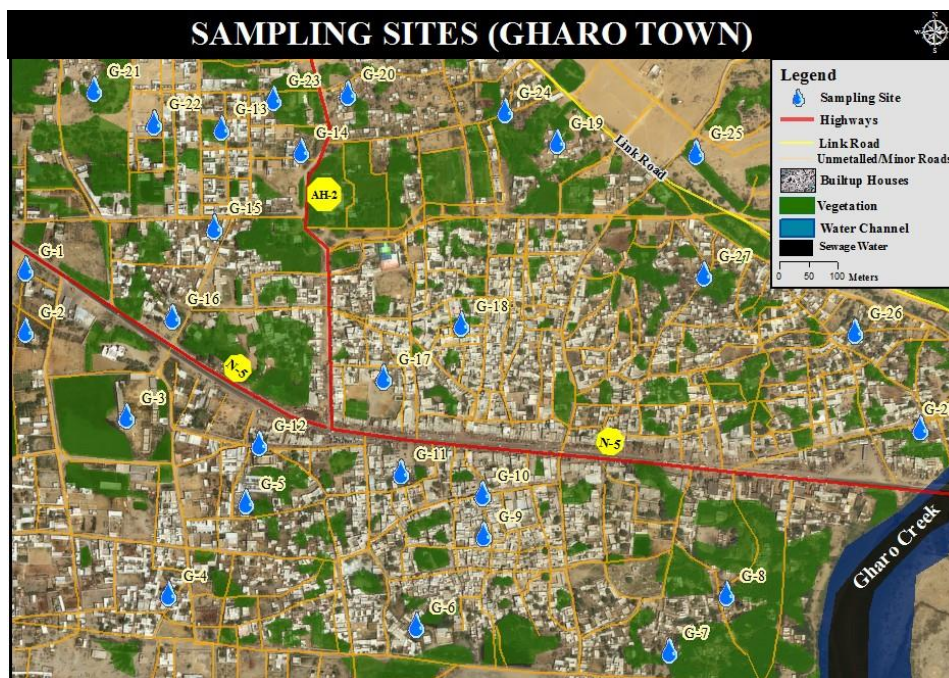 SAMPLING SITES (GHARO TOWN)
N
W
E
S
Legend
Sampling Site
Highways
Link Road
Unmetalled/Minor Roads
Builtup Houses
Vegetation
Water Channel
Sewage Water
0 50 100 Meters
G-21
G-22
G-13
G-23
G-20
G-14
G-24
G-19
Link Road
G-25
AH-2
G-15
G-1
G-2
G-16
G-27
G-18
G-26
N-5
G-17
G-3
G-12
G-2
N-5
G-11
G-5
G-10
G-9
G-4
G-8
G-6
G-7
Gharo Creek